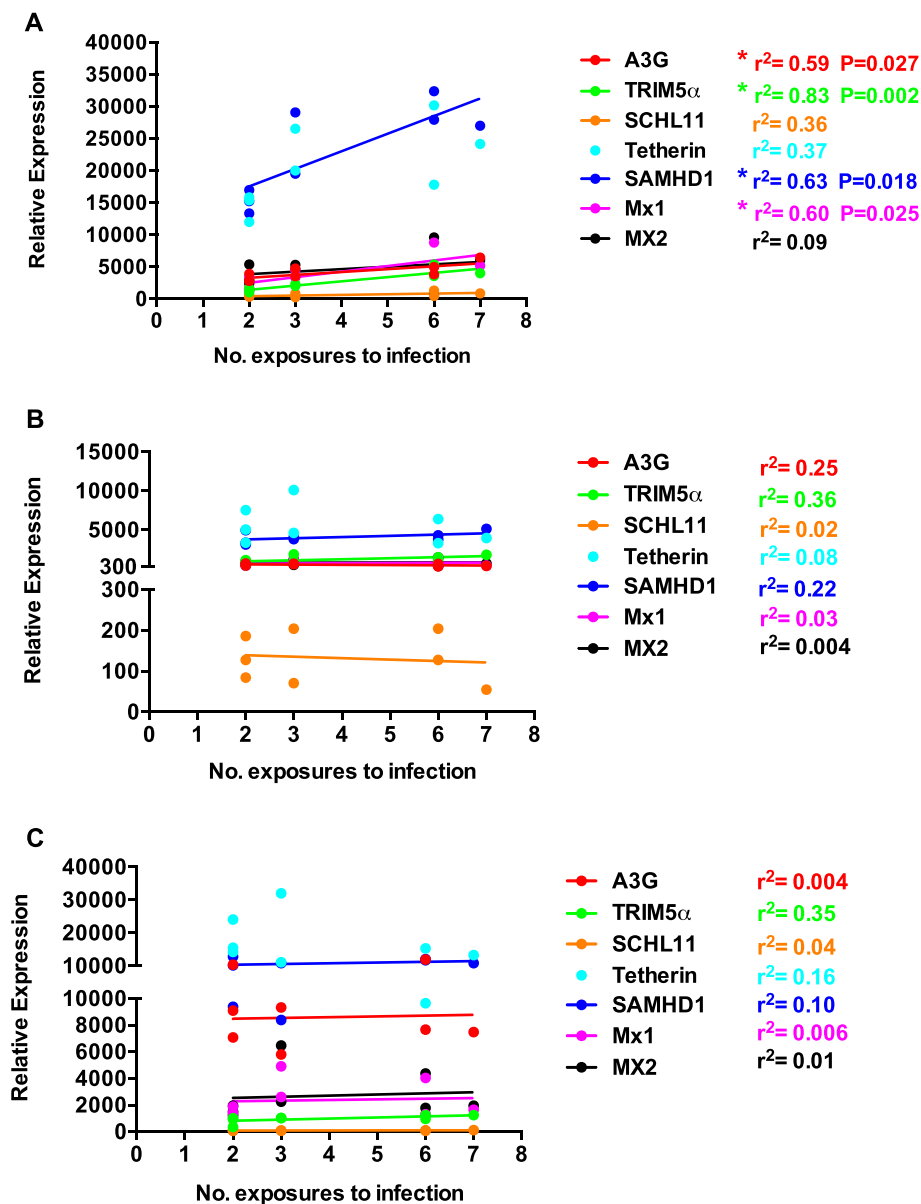 A
40000
35000
30000
25000
20000
15000
10000
5000
0
Relative Expression
0 1 2 3 4 5 6 7 8
No. exposures to infection
A3G * r²= 0.59 P=0.027
TRIM5α * r²= 0.83 P=0.002
SCHL11 r²= 0.36
Tetherin r²= 0.37
SAMHD1 * r²= 0.63 P=0.018
Mx1 * r²= 0.60 P=0.025
MX2 r²= 0.09
B
15000
10000
5000
300
300
200
100
0
Relative Expression
0 1 2 3 4 5 6 7 8
No. exposures to infection
A3G r²= 0.25
TRIM5α r²= 0.36
SCHL11 r²= 0.02
Tetherin r²= 0.08
SAMHD1 r²= 0.22
Mx1 r²= 0.03
MX2 r²= 0.004
C
40000
30000
20000
10000
10000
8000
6000
4000
2000
0
Relative Expression
0 1 2 3 4 5 6 7 8
No. exposures to infection
A3G r²= 0.004
TRIM5α r²= 0.35
SCHL11 r²= 0.04
Tetherin r²= 0.16
SAMHD1 r²= 0.10
Mx1 r²= 0.006
MX2 r²= 0.01